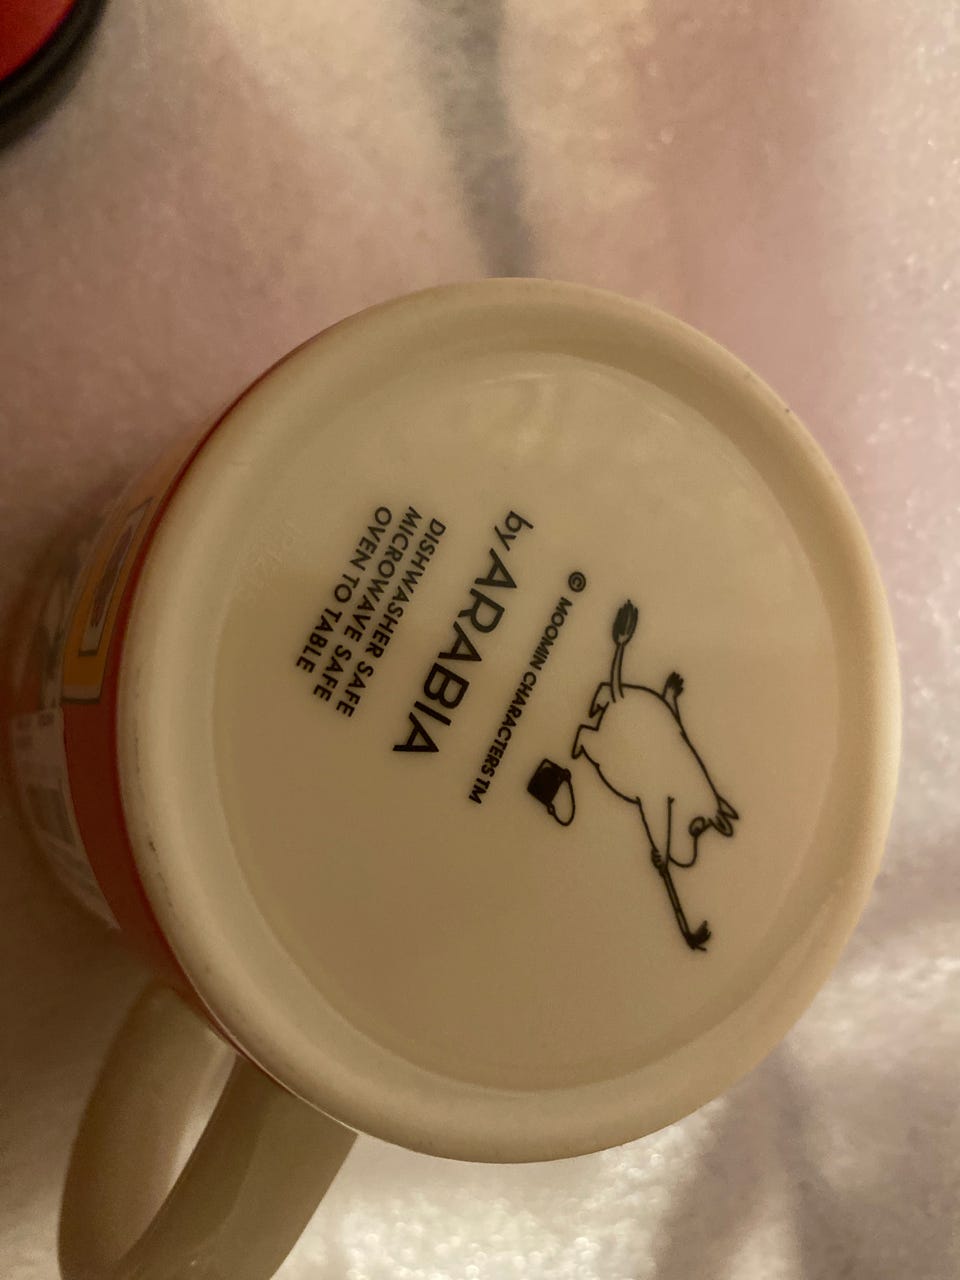 © MOOMIN CHARACTERS TM
by ARABIA
DISHWASHER SAFE
MICROWAVE SAFE
OVEN TO TABLE